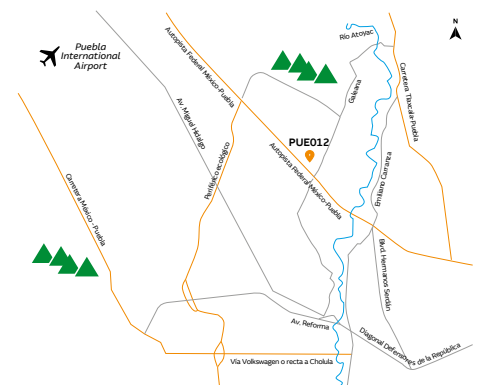 N
Río Atoyac
Puebla
International
Airport
Autopista Federal México-Puebla
Carretera Tlaxcala-Puebla
Galeana
Av. Miguel Hidalgo
PUE012
Periférico ecológico
Autopista Federal México-Puebla
Emiliano Carranza
Carretera México - Puebla
Blvd. Hermanos Serdán
Av. Reforma
Diagonal Defensores de la República
Vía Volkswagen o recta a Cholula